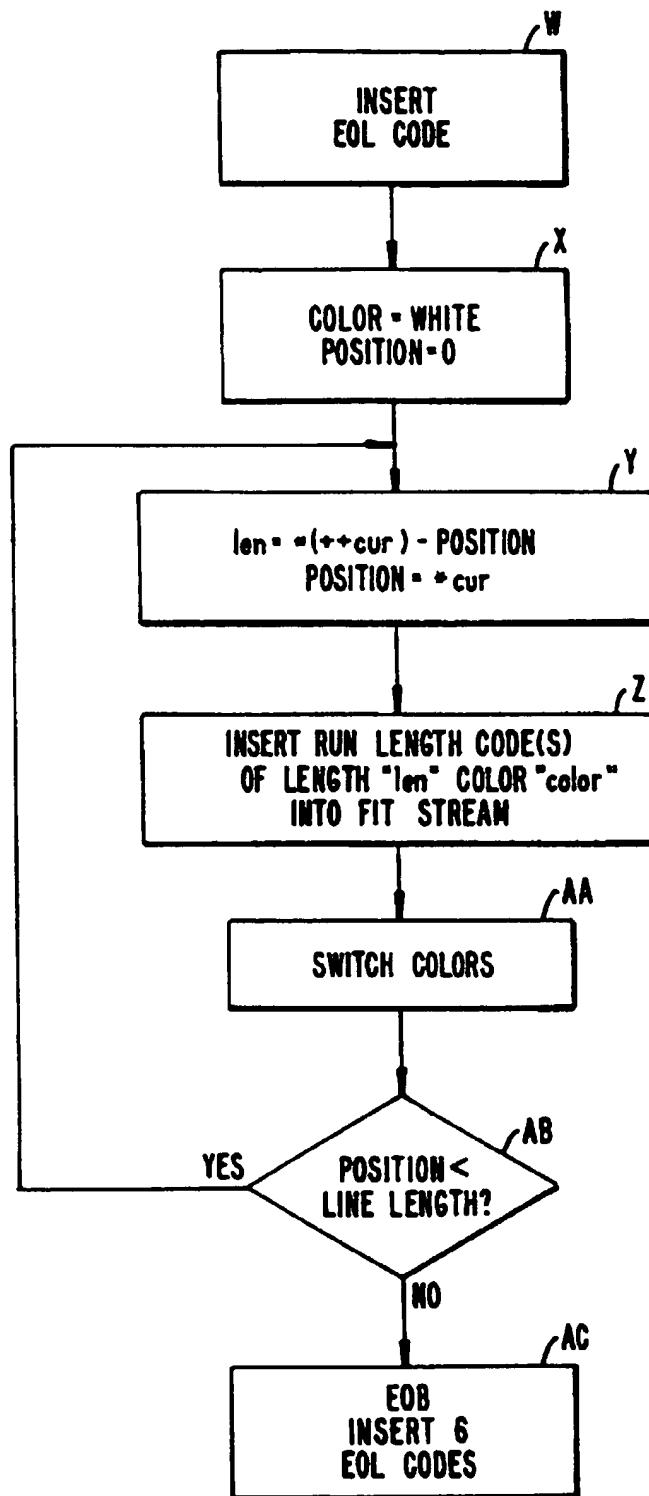 W
INSERT
EOL CODE
X
COLOR = WHITE
POSITION = 0
Y
len = *(++cur) - POSITION
POSITION = *cur
Z
INSERT RUN LENGTH CODE(S)
OF LENGTH "len" COLOR "color"
INTO FIT STREAM
AA
SWITCH COLORS
AB
YES
POSITION <
LINE LENGTH?
NO
AC
EOB
INSERT 6
EOL CODES